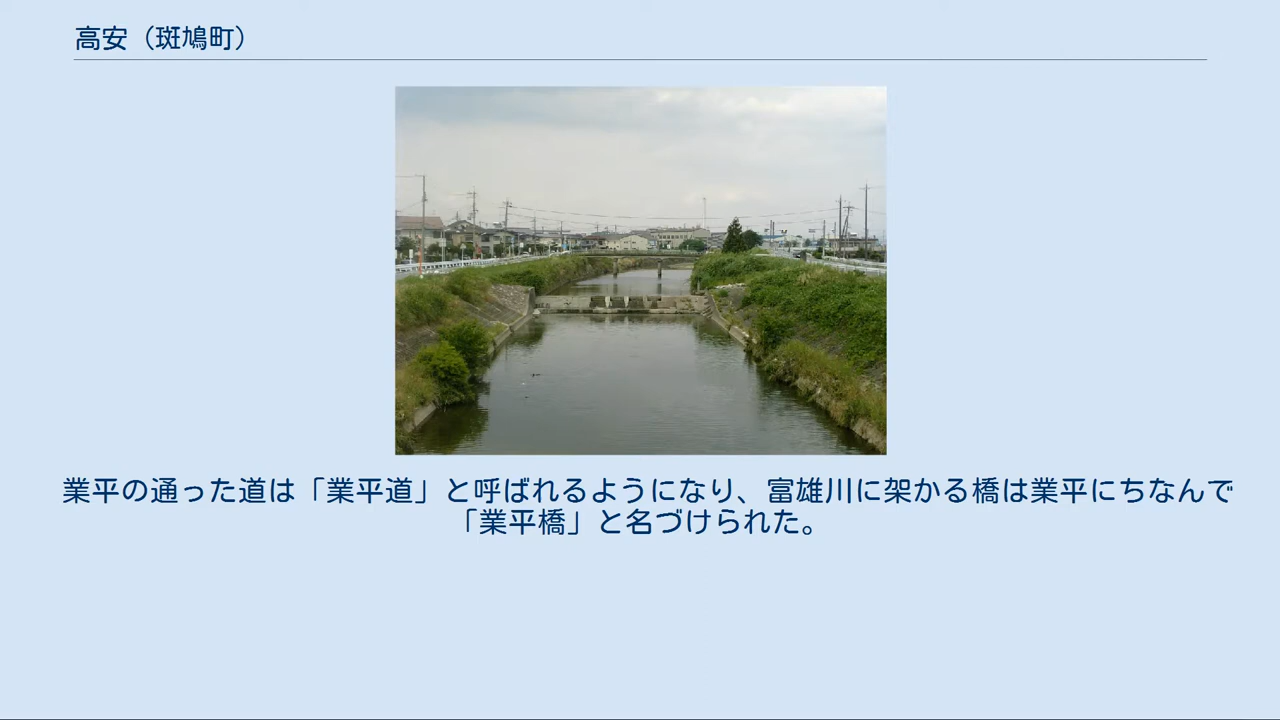 高安（斑鳩町）
業平の通った道は「業平道」と呼ばれるようになり、富雄川に架かる橋は業平にちなんで
「業平橋」と名づけられた。